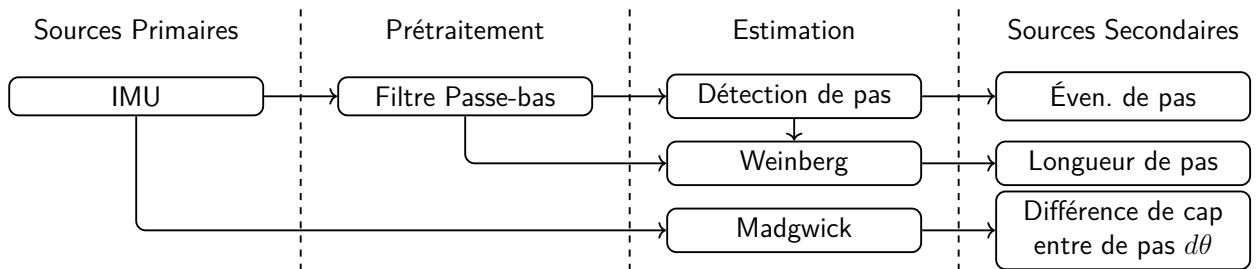 Sources Primaires
Prétraitement
Estimation
Sources Secondaires
IMU
Filtre Passe-bas
Détection de pas
Éven. de pas
Weinberg
Longueur de pas
Madgwick
Différence de cap
entre de pas dθ